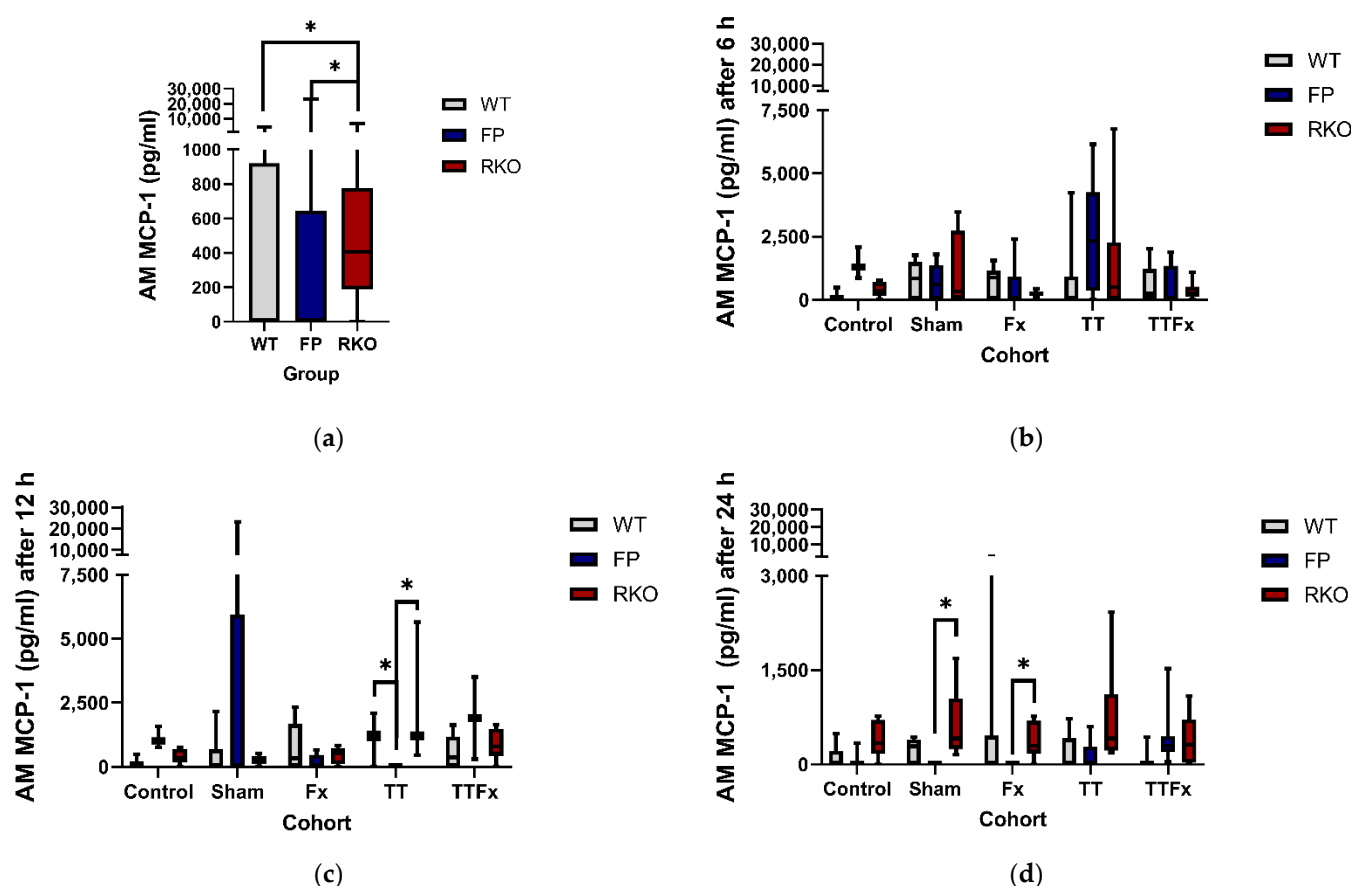 AM MCP-1 (pg/ml)
30,000
20,000
10,000
1000
800
600
400
200
0
*
*
WT
FP
RKO
WT FP RKO
Group
(a)
AM MCP-1 (pg/ml) after 6 h
30,000
20,000
10,000
7,500
5,000
2,500
0
WT
FP
RKO
Control Sham Fx TT TTFx
Cohort
(b)
AM MCP-1 (pg/ml) after 12 h
30,000
20,000
10,000
7,500
5,000
2,500
0
*
*
WT
FP
RKO
Control Sham Fx TT TTFx
Cohort
(c)
AM MCP-1 (pg/ml) after 24 h
30,000
20,000
10,000
3,000
1,500
0
*
*
WT
FP
RKO
Control Sham Fx TT TTFx
Cohort
(d)